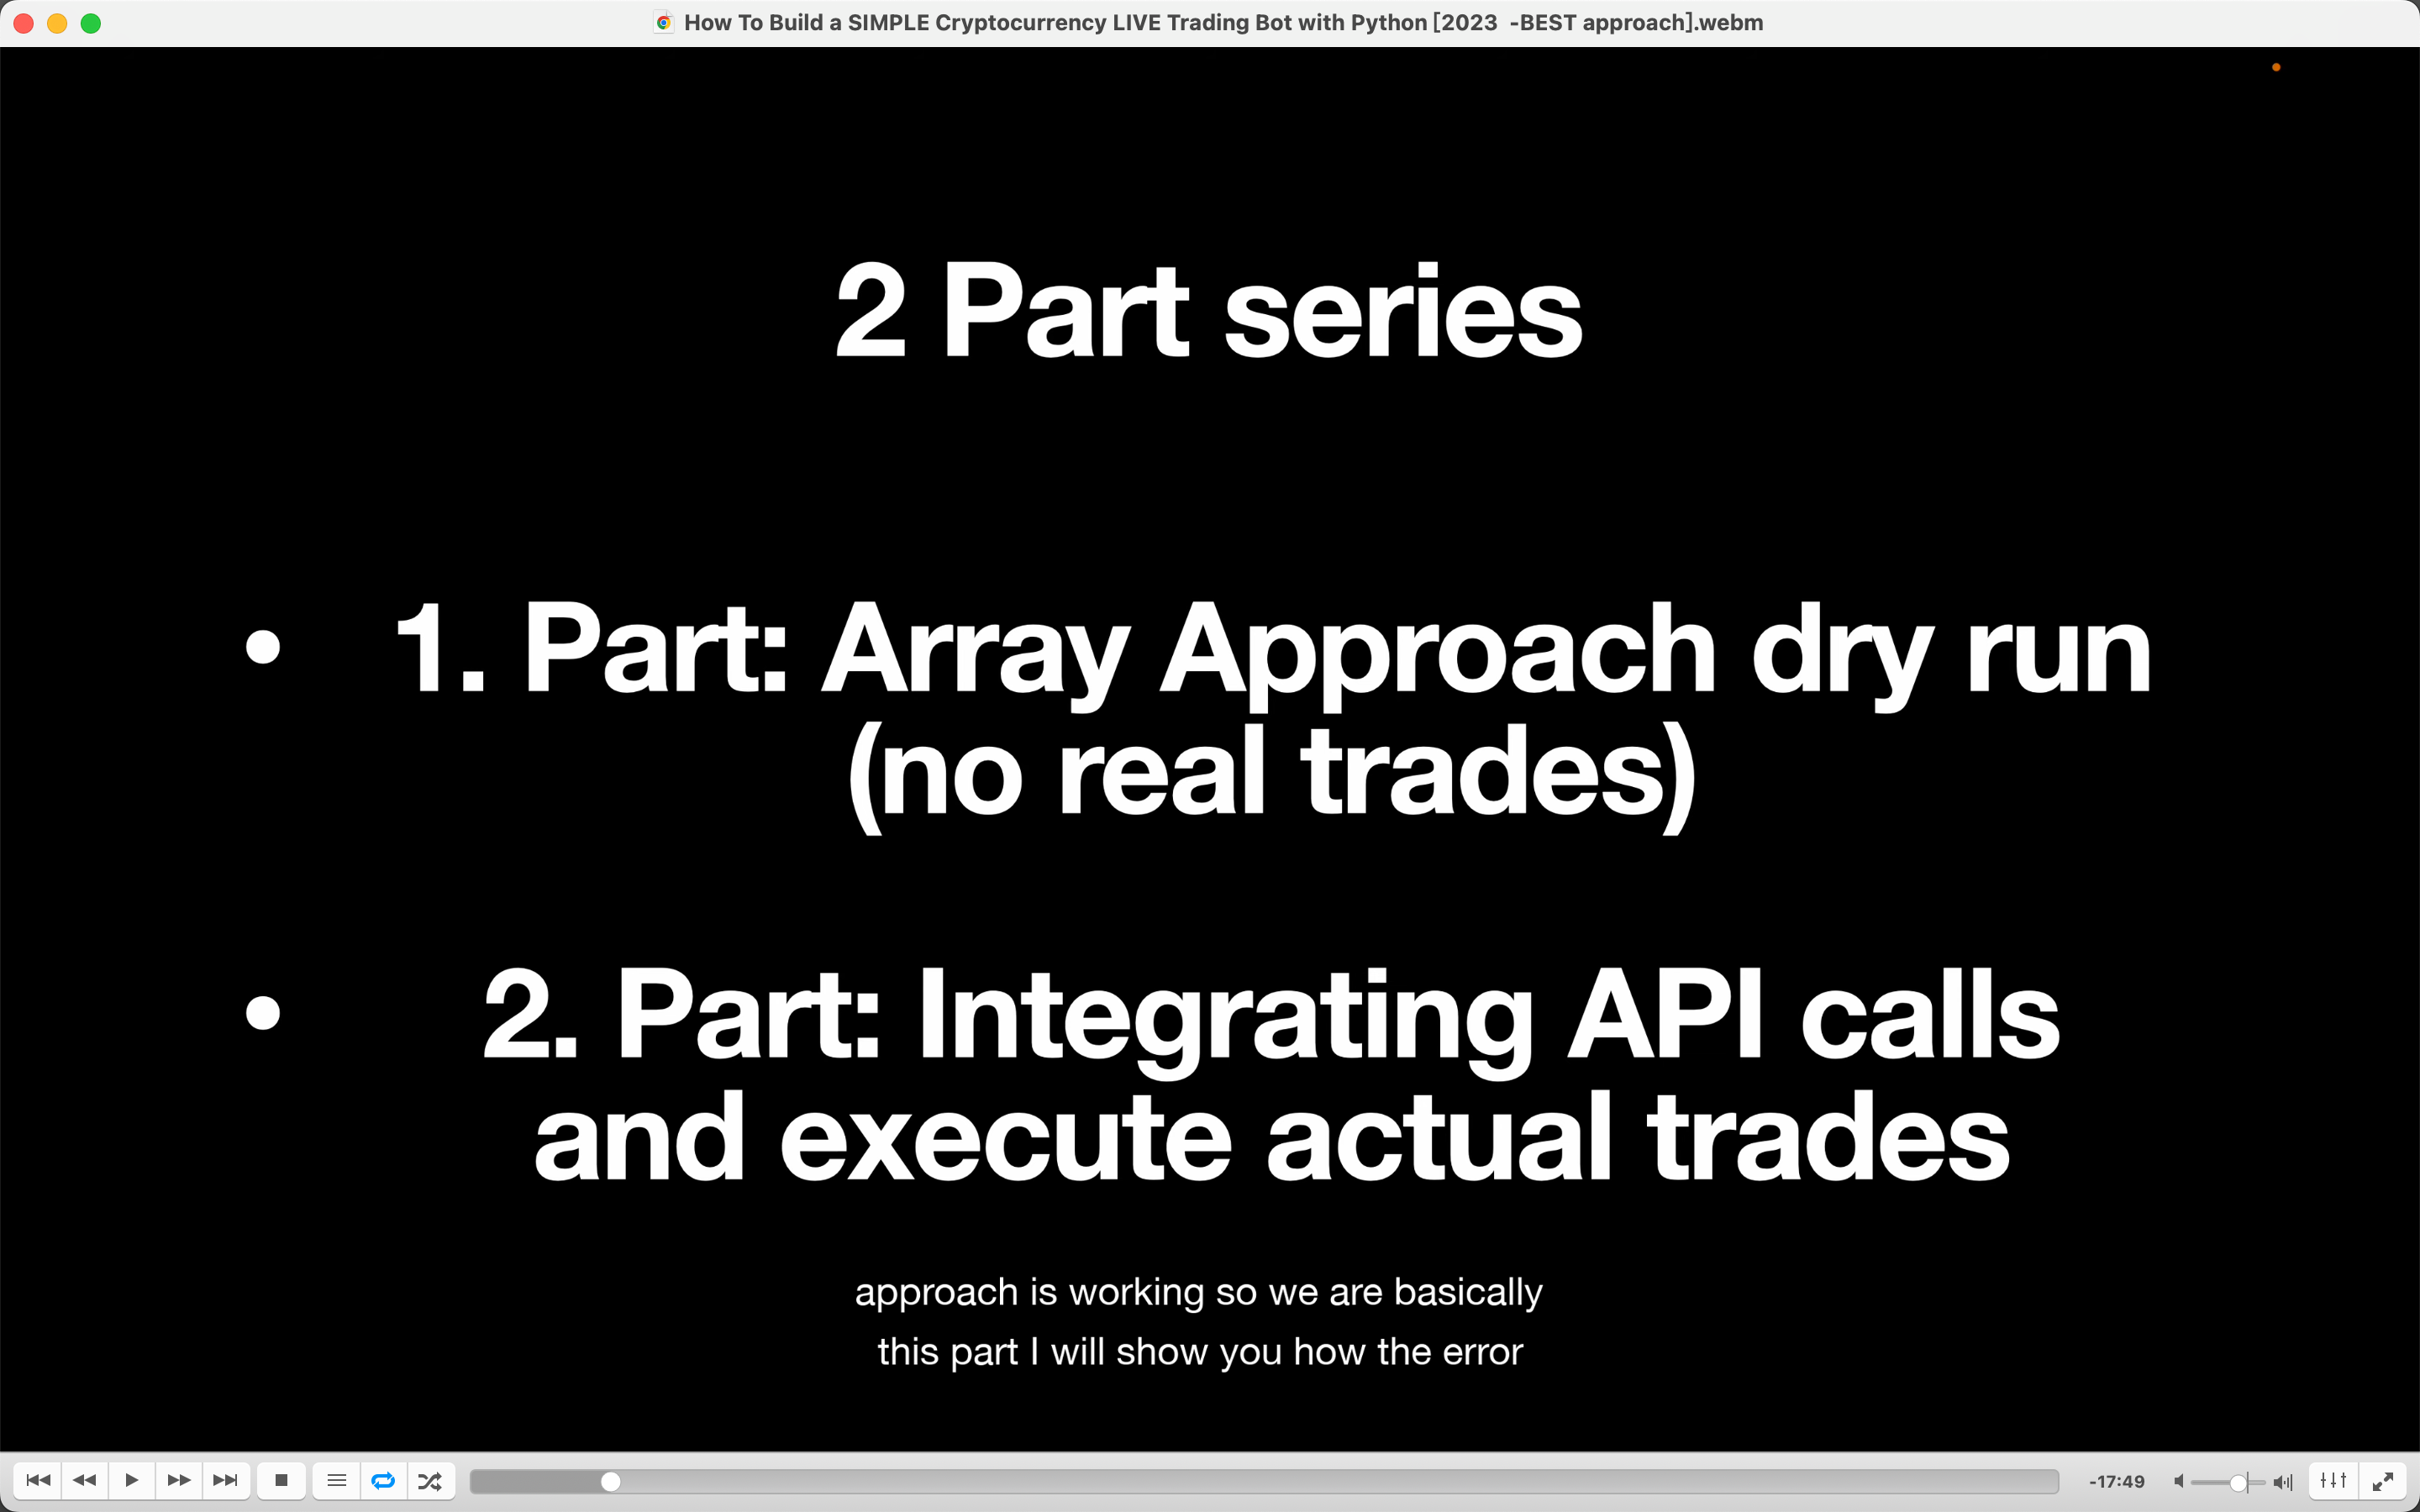 How To Build a SIMPLE Cryptocurrency LIVE Trading Bot with Python [2023  -BEST approach].webm
2 Part series
• 1. Part: Array Approach dry run
(no real trades)
• 2. Part: Integrating API calls
and execute actual trades
approach is working so we are basically
this part I will show you how the error
-17:49